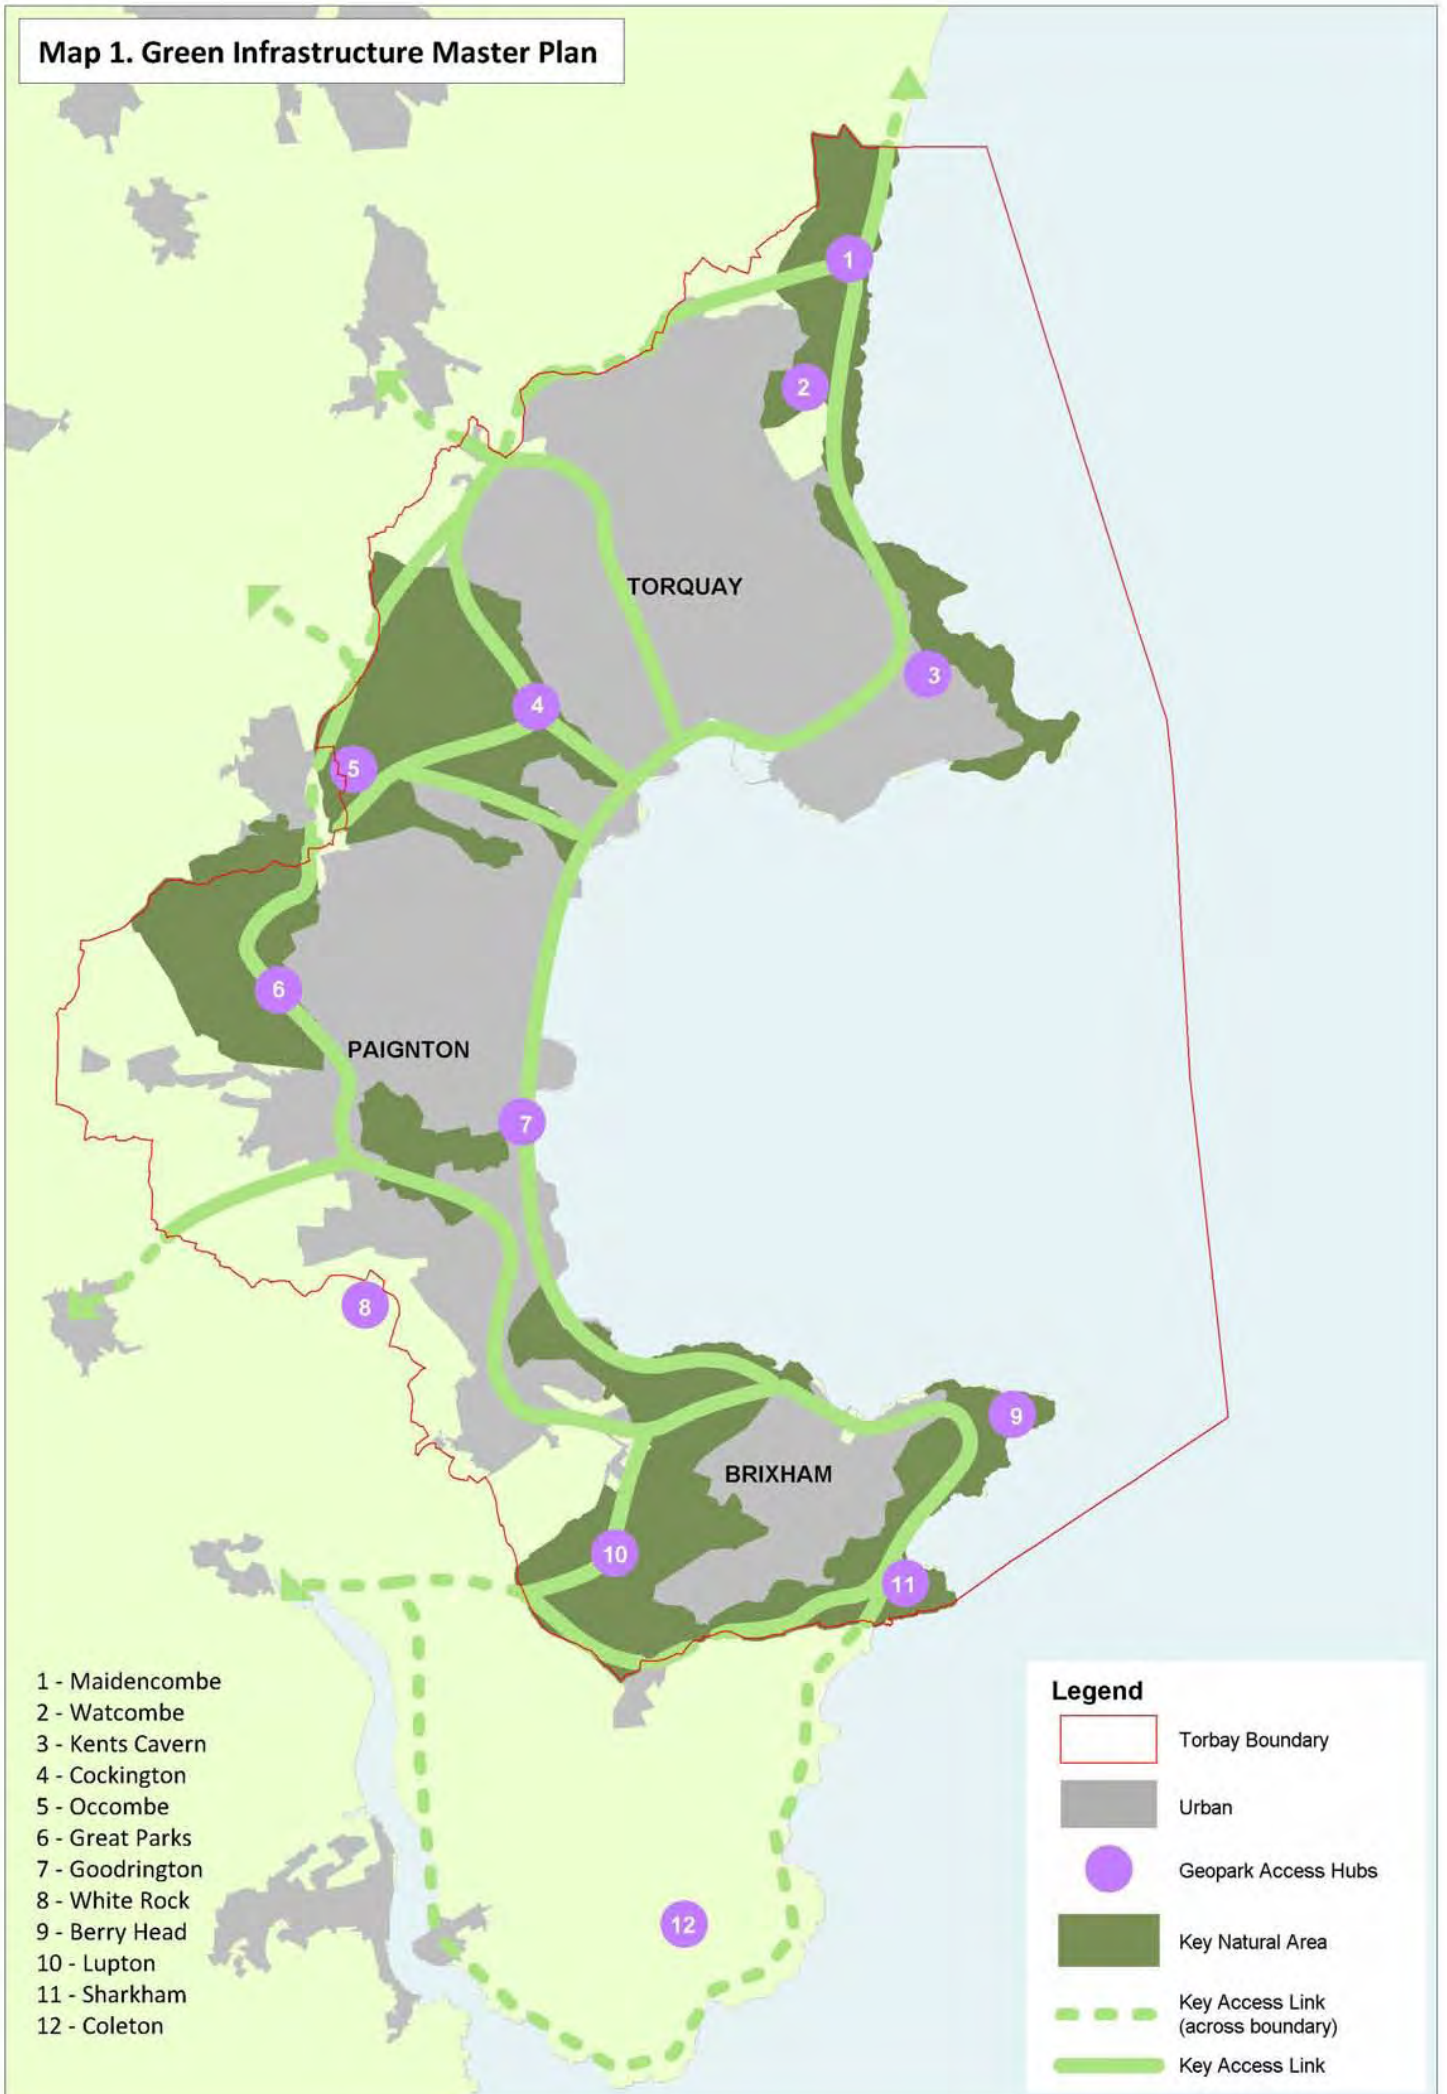 Map 1. Green Infrastructure Master Plan
1
2
TORQUAY
3
4
5
6
PAIGNTON
7
8
9
BRIXHAM
10
11
12
1 - Maidencombe
2 - Watcombe
3 - Kents Cavern
4 - Cockington
5 - Occombe
6 - Great Parks
7 - Goodrington
8 - White Rock
9 - Berry Head
10 - Lupton
11 - Sharkham
12 - Coleton
Legend
Torbay Boundary
Urban
Geopark Access Hubs
Key Natural Area
Key Access Link
(across boundary)
Key Access Link